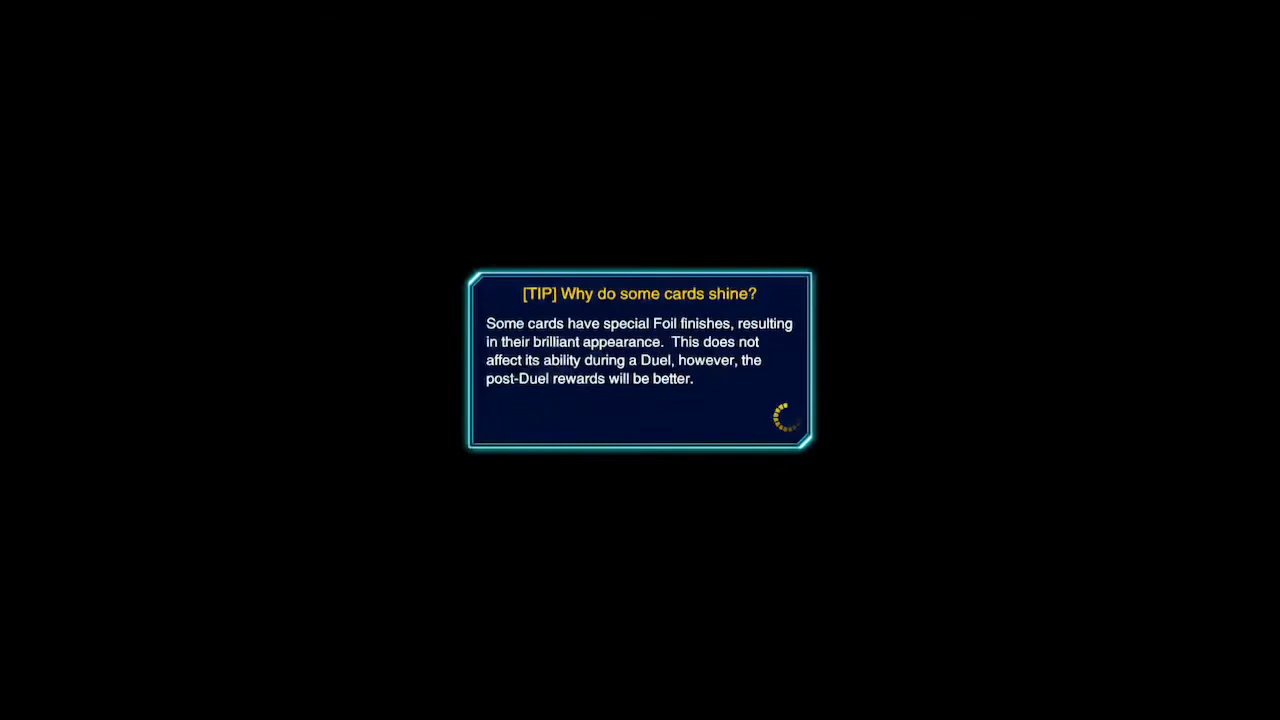 [TIP] Why do some cards shine?
Some cards have special Foil finishes, resulting
in their brilliant appearance.  This does not
affect its ability during a Duel, however, the
post-Duel rewards will be better.